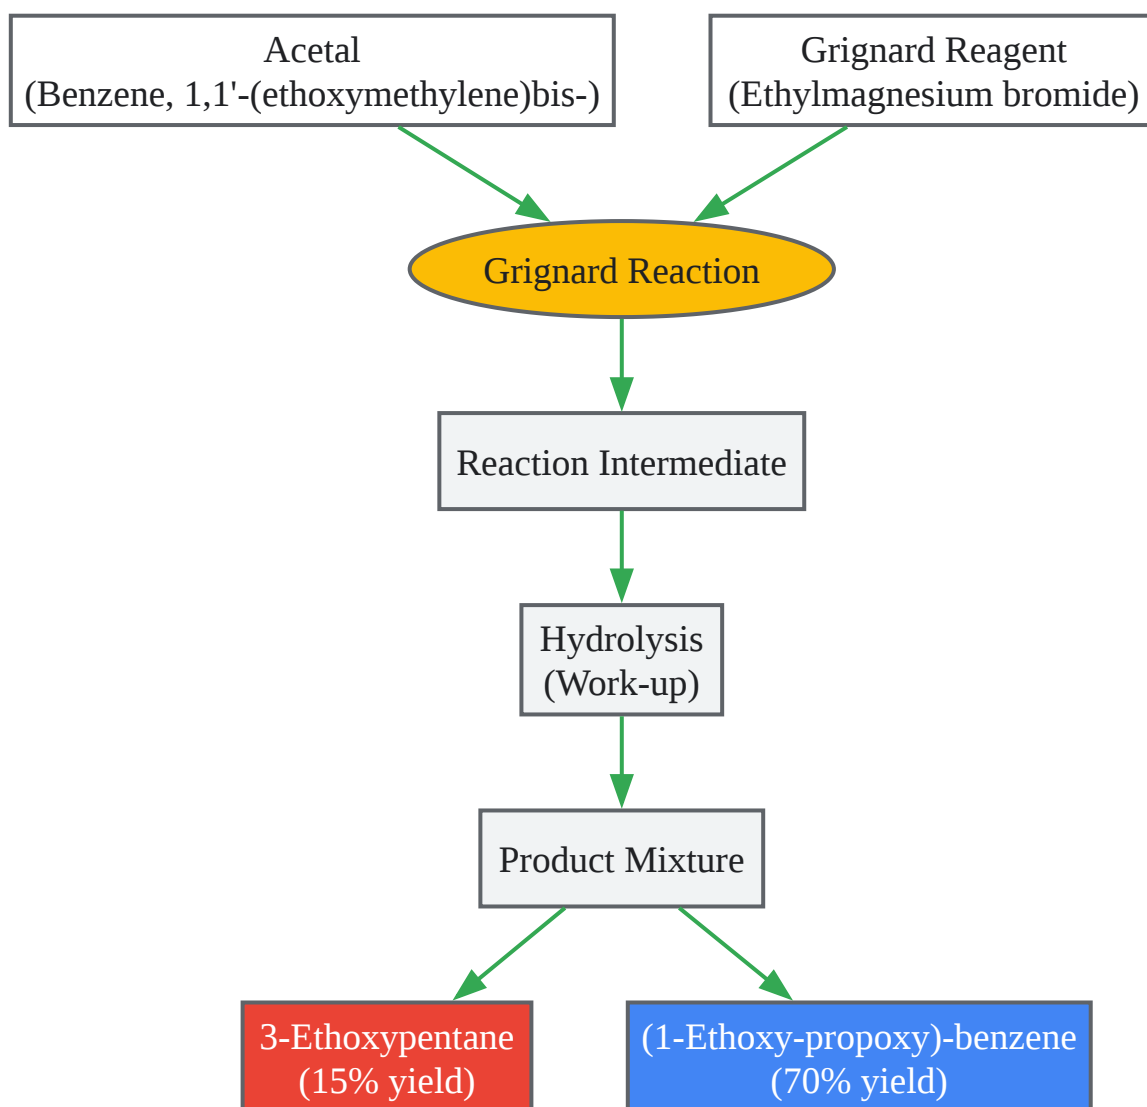 Acetal
(Benzene, 1,1'-(ethoxymethylene)bis-)
Grignard Reagent
(Ethylmagnesium bromide)
Grignard Reaction
Reaction Intermediate
Hydrolysis
(Work-up)
Product Mixture
3-Ethoxypentane
(15% yield)
(1-Ethoxy-propoxy)-benzene
(70% yield)